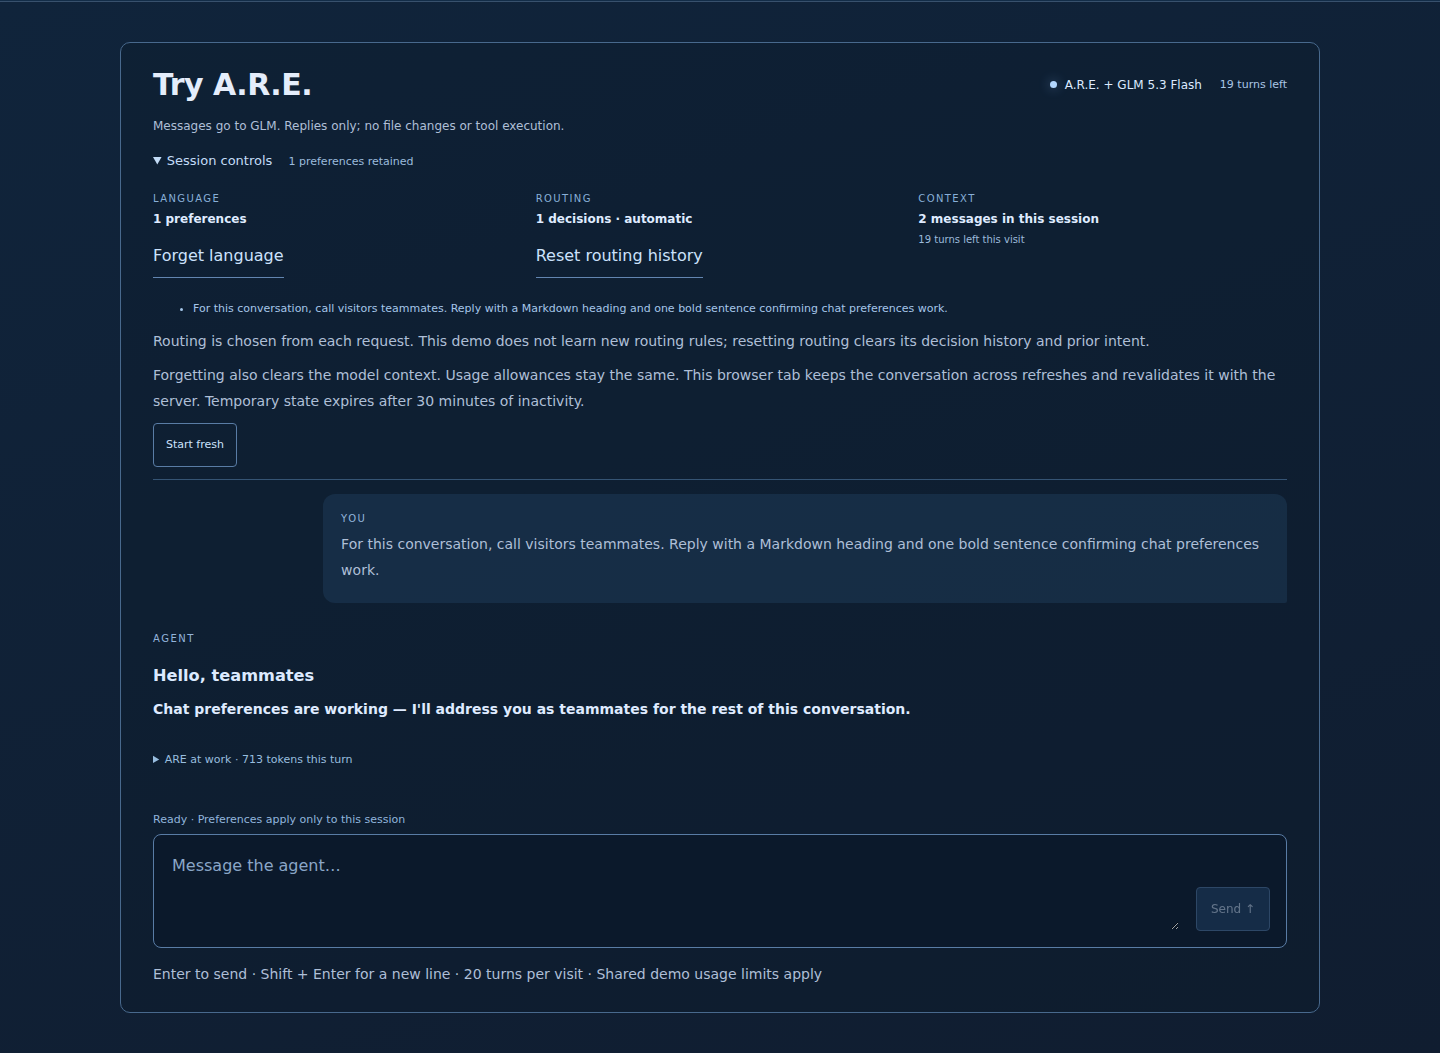 Try A.R.E.
A.R.E. + GLM 5.3 Flash
19 turns left
Messages go to GLM. Replies only; no file changes or tool execution.
▼ Session controls
1 preferences retained
LANGUAGE
1 preferences
Forget language
ROUTING
1 decisions · automatic
Reset routing history
CONTEXT
2 messages in this session
19 turns left this visit
• For this conversation, call visitors teammates. Reply with a Markdown heading and one bold sentence confirming chat preferences work.
Routing is chosen from each request. This demo does not learn new routing rules; resetting routing clears its decision history and prior intent.
Forgetting also clears the model context. Usage allowances stay the same. This browser tab keeps the conversation across refreshes and revalidates it with the
server. Temporary state expires after 30 minutes of inactivity.
Start fresh
YOU
For this conversation, call visitors teammates. Reply with a Markdown heading and one bold sentence confirming chat preferences
work.
AGENT
Hello, teammates
Chat preferences are working — I'll address you as teammates for the rest of this conversation.
▶ ARE at work · 713 tokens this turn
Ready · Preferences apply only to this session
Message the agent...
Send ↑
Enter to send · Shift + Enter for a new line · 20 turns per visit · Shared demo usage limits apply